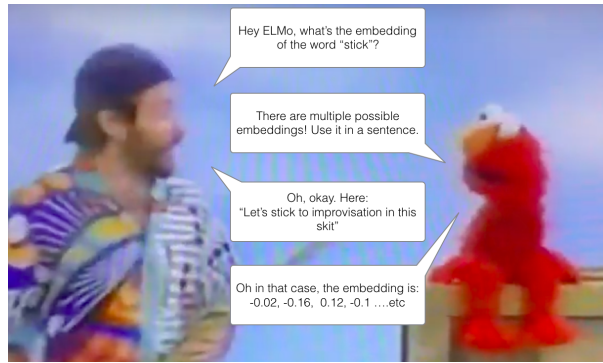 Hey ELMo, what's the embedding
of the word "stick"?
There are multiple possible
embeddings! Use it in a sentence.
Oh, okay. Here:
"Let's stick to improvisation in this
skit"
Oh in that case, the embedding is:
-0.02, -0.16, 0.12, -0.1 ....etc